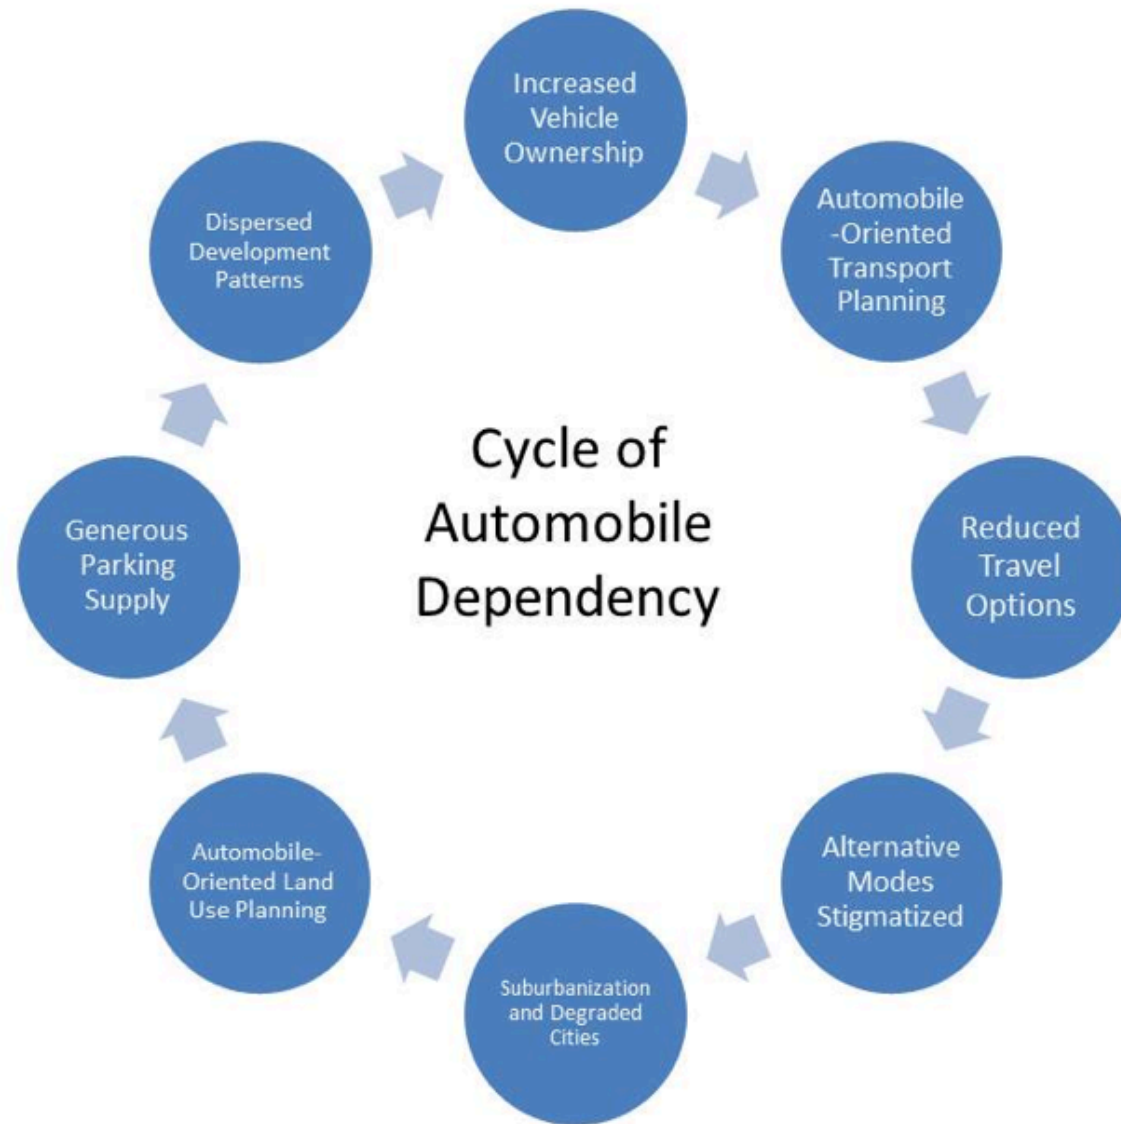 Increased
Vehicle
Ownership
Automobile
-Oriented
Transport
Planning
Reduced
Travel
Options
Alternative
Modes
Stigmatized
Suburbanization
and Degraded
Cities
Automobile-
Oriented Land
Use Planning
Generous
Parking
Supply
Dispersed
Development
Patterns
Cycle of
Automobile
Dependency